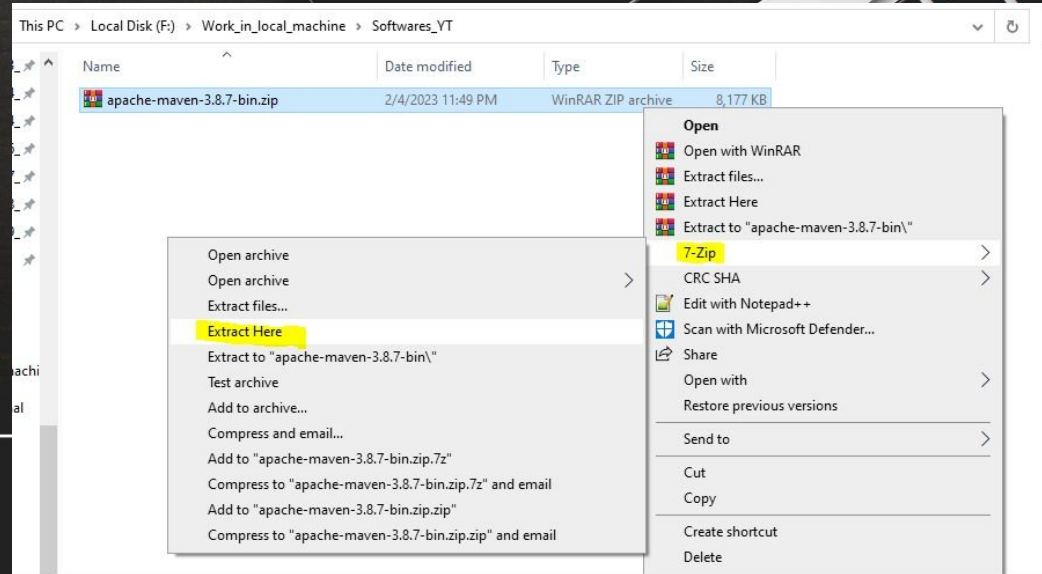 This PC > Local Disk (F:) > Work_in_local_machine > Softwares_YT
Name Date modified Type Size
apache-maven-3.8.7-bin.zip 2/4/2023 11:49 PM WinRAR ZIP archive 8,177 KB
Open
Open with WinRAR
Extract files...
Extract Here
Extract to "apache-maven-3.8.7-bin\"
7-Zip
CRC SHA
Edit with Notepad++
Scan with Microsoft Defender...
Share
Open with
Restore previous versions
Send to
Cut
Copy
Create shortcut
Delete
Open archive
Open archive
Extract files...
Extract Here
Extract to "apache-maven-3.8.7-bin\"
Test archive
Add to archive...
Compress and email...
Add to "apache-maven-3.8.7-bin.zip.7z"
Compress to "apache-maven-3.8.7-bin.zip.7z" and email
Add to "apache-maven-3.8.7-bin.zip.zip"
Compress to "apache-maven-3.8.7-bin.zip.zip" and email